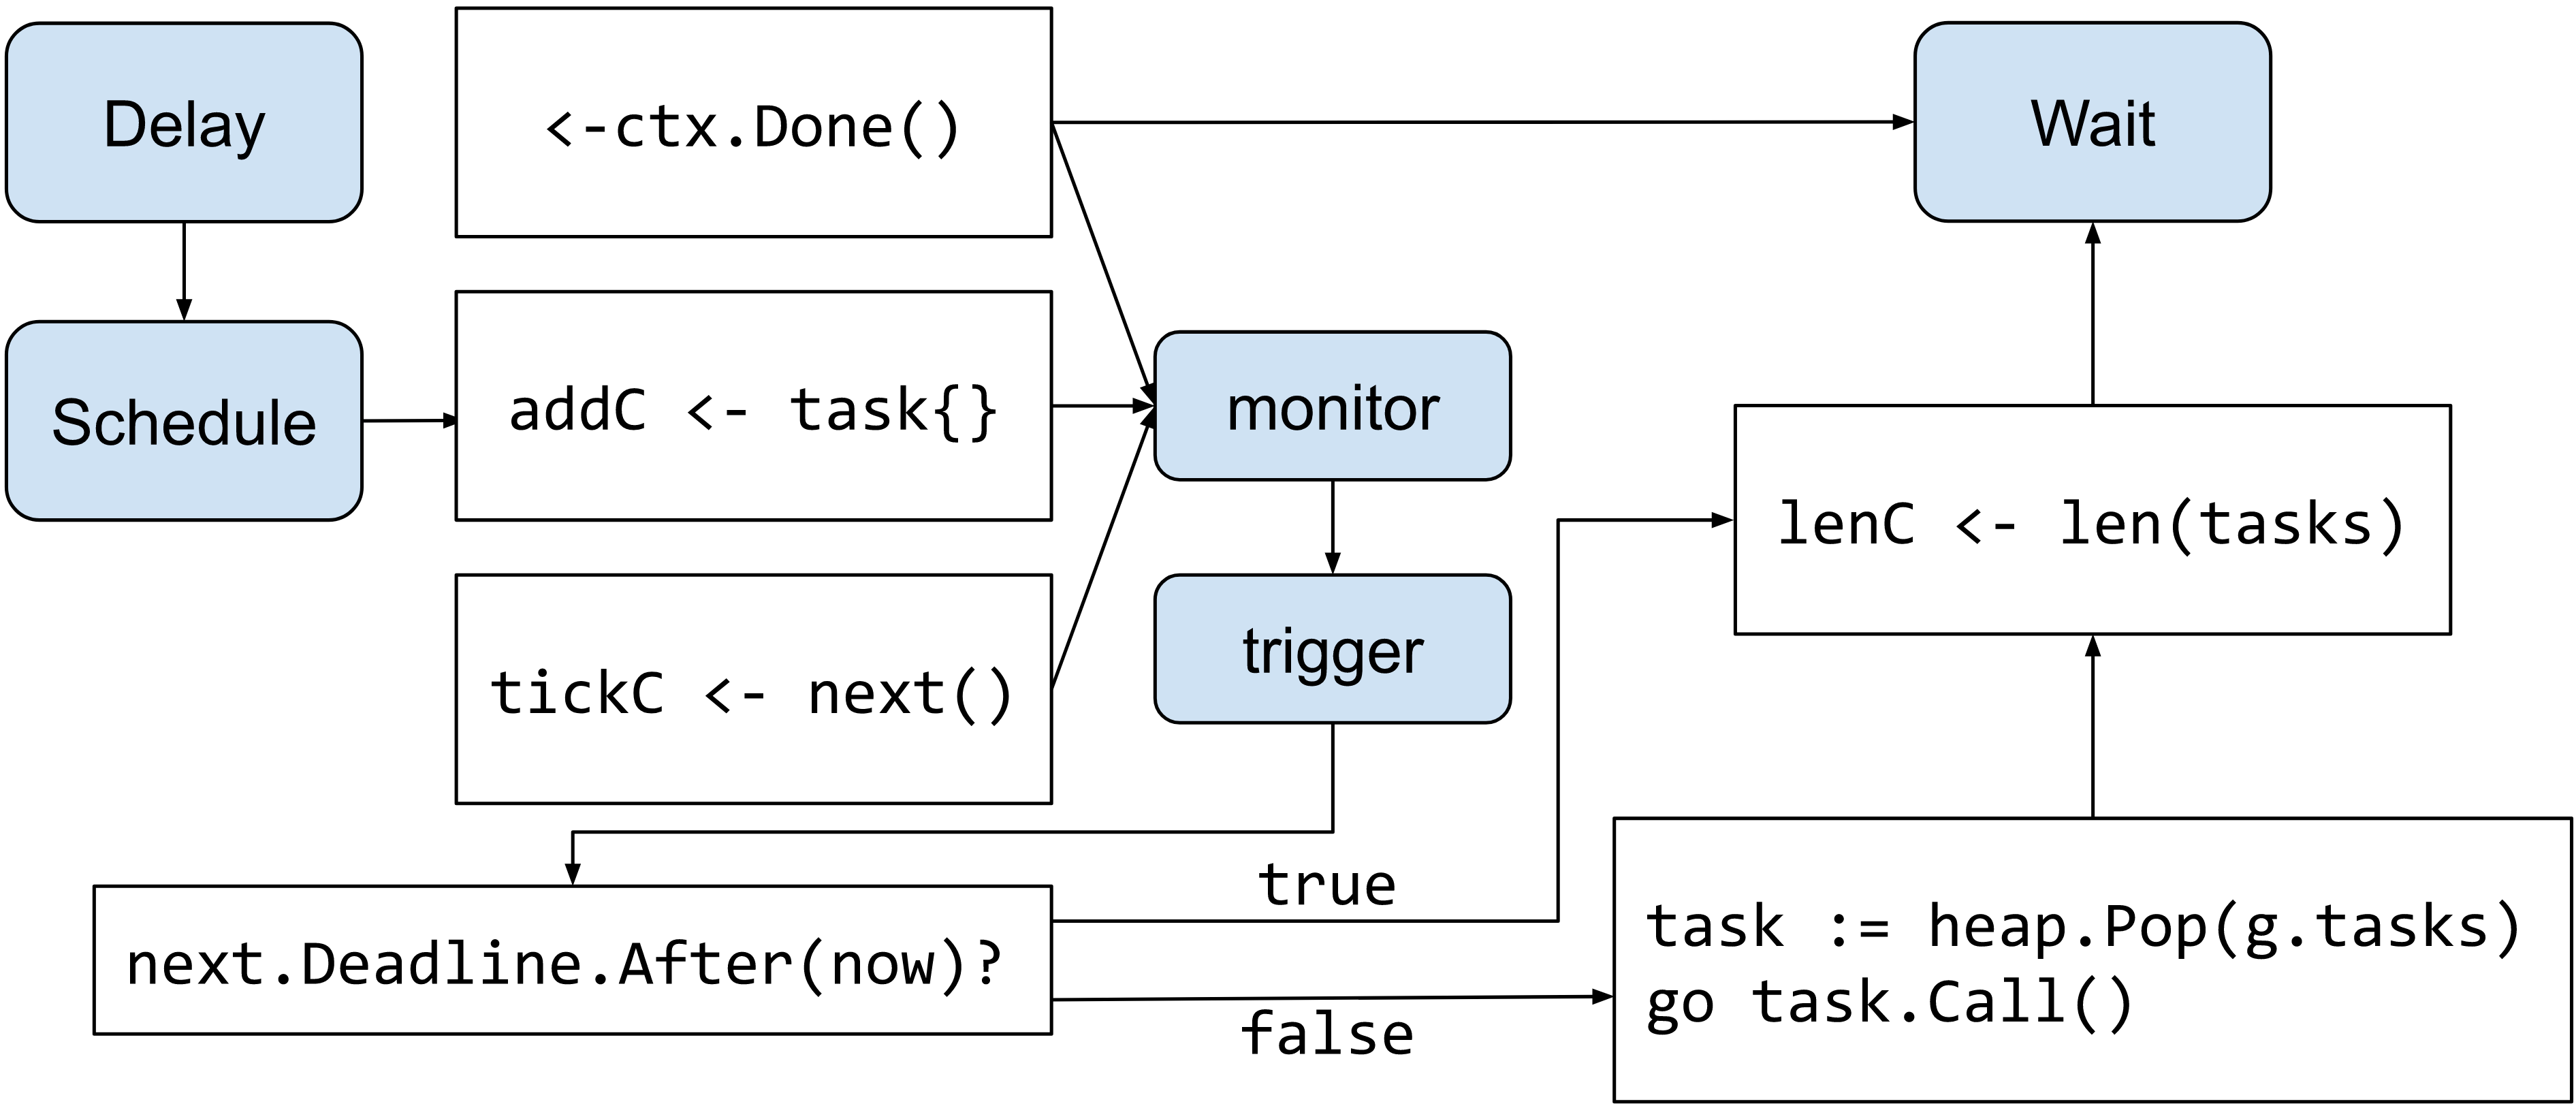 Delay
<-ctx.Done()
Wait
Schedule
addC <- task{}
monitor
lenC <- len(tasks)
trigger
tickC <- next()
true
next.Deadline.After(now)?
false
task := heap.Pop(g.tasks)
go task.Call()